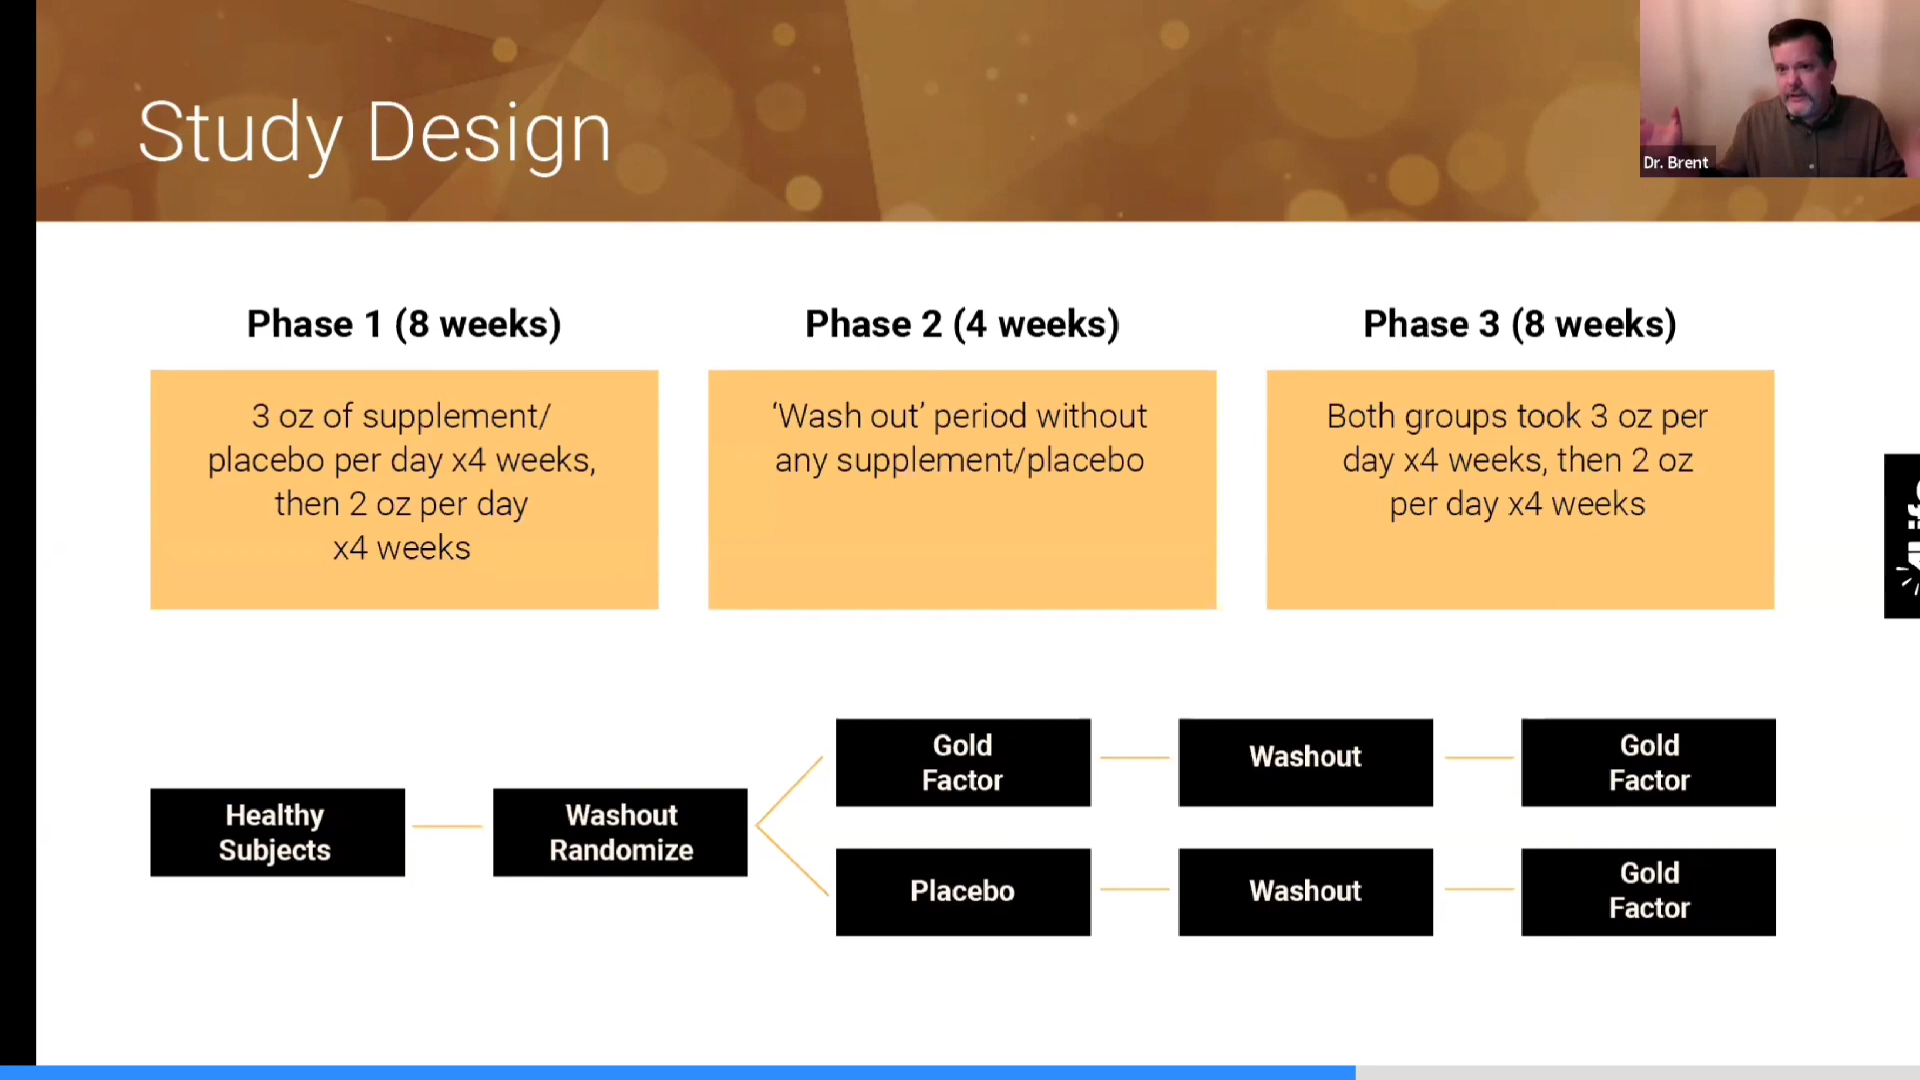 Study Design
Dr. Brent
Phase 1 (8 weeks)
3 oz of supplement/
placebo per day x4 weeks,
then 2 oz per day
x4 weeks
Phase 2 (4 weeks)
‘Wash out’ period without
any supplement/placebo
Phase 3 (8 weeks)
Both groups took 3 oz per
day x4 weeks, then 2 oz
per day x4 weeks
Healthy
Subjects
Washout
Randomize
Gold
Factor
Washout
Gold
Factor
Placebo
Washout
Gold
Factor